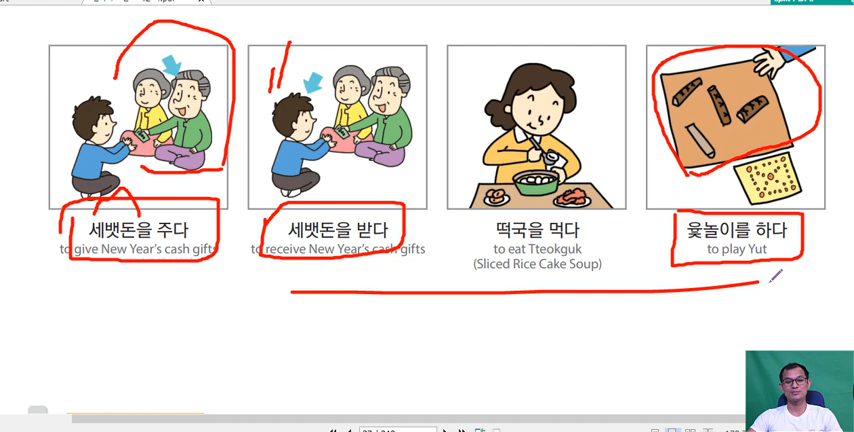 세뱃돈을 주다
to give New Year's cash gifts
세뱃돈을 받다
to receive New Year's cash gifts
떡국을 먹다
to eat Tteokguk
(Sliced Rice Cake Soup)
윷놀이를 하다
to play Yut